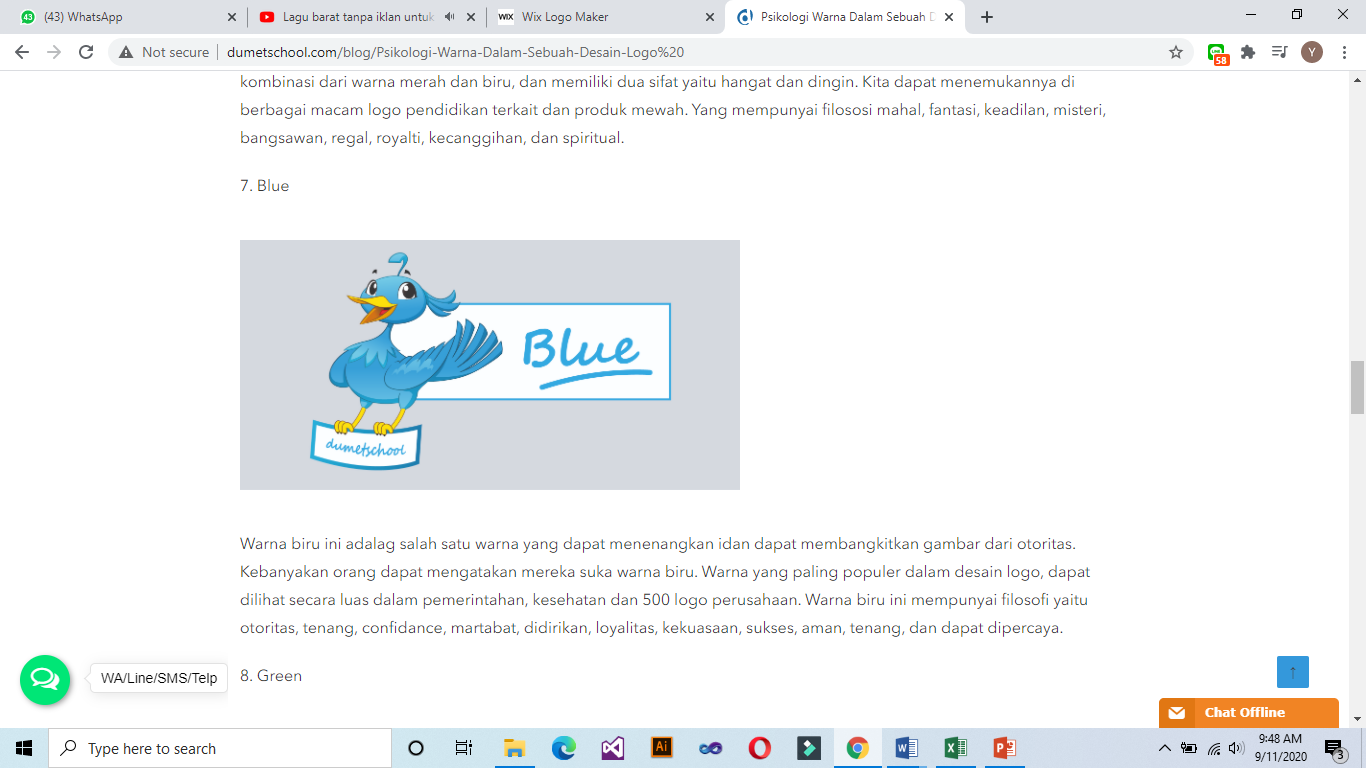 (43) WhatsApp
Lagu barat tanpa iklan untuk
WIX Wix Logo Maker
Psikologi Warna Dalam Sebuah D
Not secure | dumetschool.com/blog/Psikologi-Warna-Dalam-Sebuah-Desain-Logo%20
58
Y
kombinasi dari warna merah dan biru, dan memiliki dua sifat yaitu hangat dan dingin. Kita dapat menemukannya di
berbagai macam logo pendidikan terkait dan produk mewah. Yang mempunyai filososi mahal, fantasi, keadilan, misteri,
bangsawan, regal, royalti, kecanggihan, dan spiritual.
7. Blue
Blue
dumetschool
Warna biru ini adalag salah satu warna yang dapat menenangkan idan dapat membangkitkan gambar dari otoritas.
Kebanyakan orang dapat mengatakan mereka suka warna biru. Warna yang paling populer dalam desain logo, dapat
dilihat secara luas dalam pemerintahan, kesehatan dan 500 logo perusahaan. Warna biru ini mempunyai filosofi yaitu
otoritas, tenang, confidance, martabat, didirikan, loyalitas, kekuasaan, sukses, aman, tenang, dan dapat dipercaya.
WA/Line/SMS/Telp
8. Green
Chat Offline
Type here to search
Ai
9:48 AM
9/11/2020
3